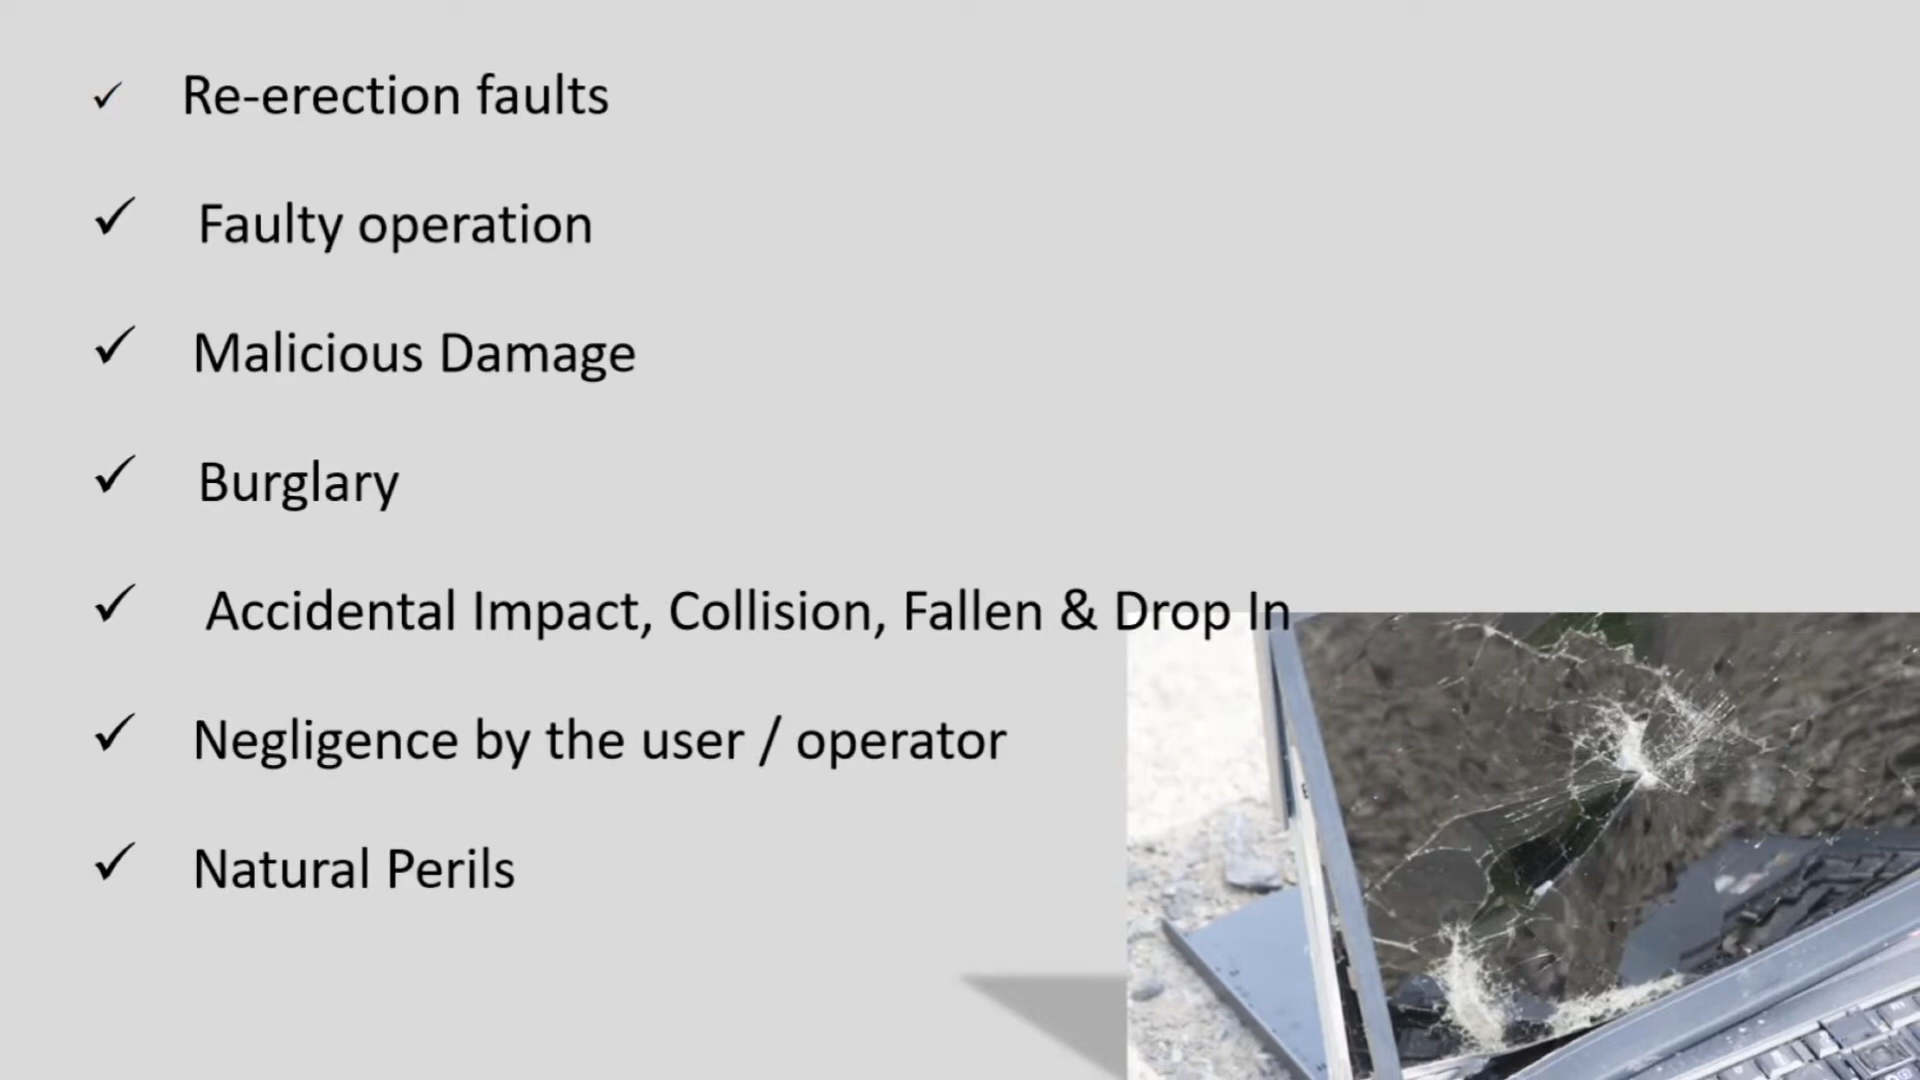 ✓ Re-erection faults
✓ Faulty operation
✓ Malicious Damage
✓ Burglary
✓ Accidental Impact, Collision, Fallen & Drop In
✓ Negligence by the user / operator
✓ Natural Perils